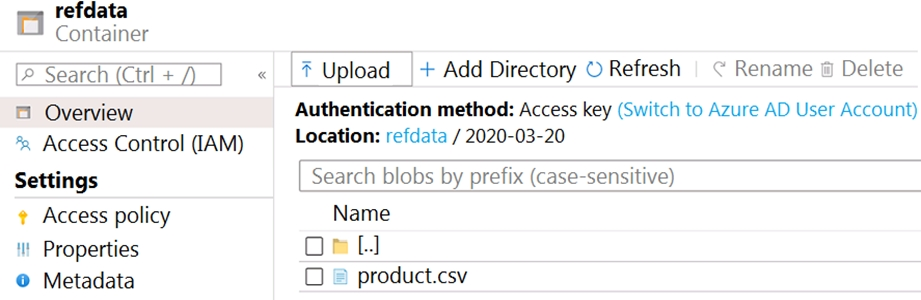 refdata
Container
Search (Ctrl + /)
«
Upload
Add Directory
Refresh
Rename
Delete
Overview
Access Control (IAM)
Settings
Access policy
Properties
Metadata
Authentication method: Access key (Switch to Azure AD User Account)
Location: refdata / 2020-03-20
Search blobs by prefix (case-sensitive)
Name
[..]
product.csv